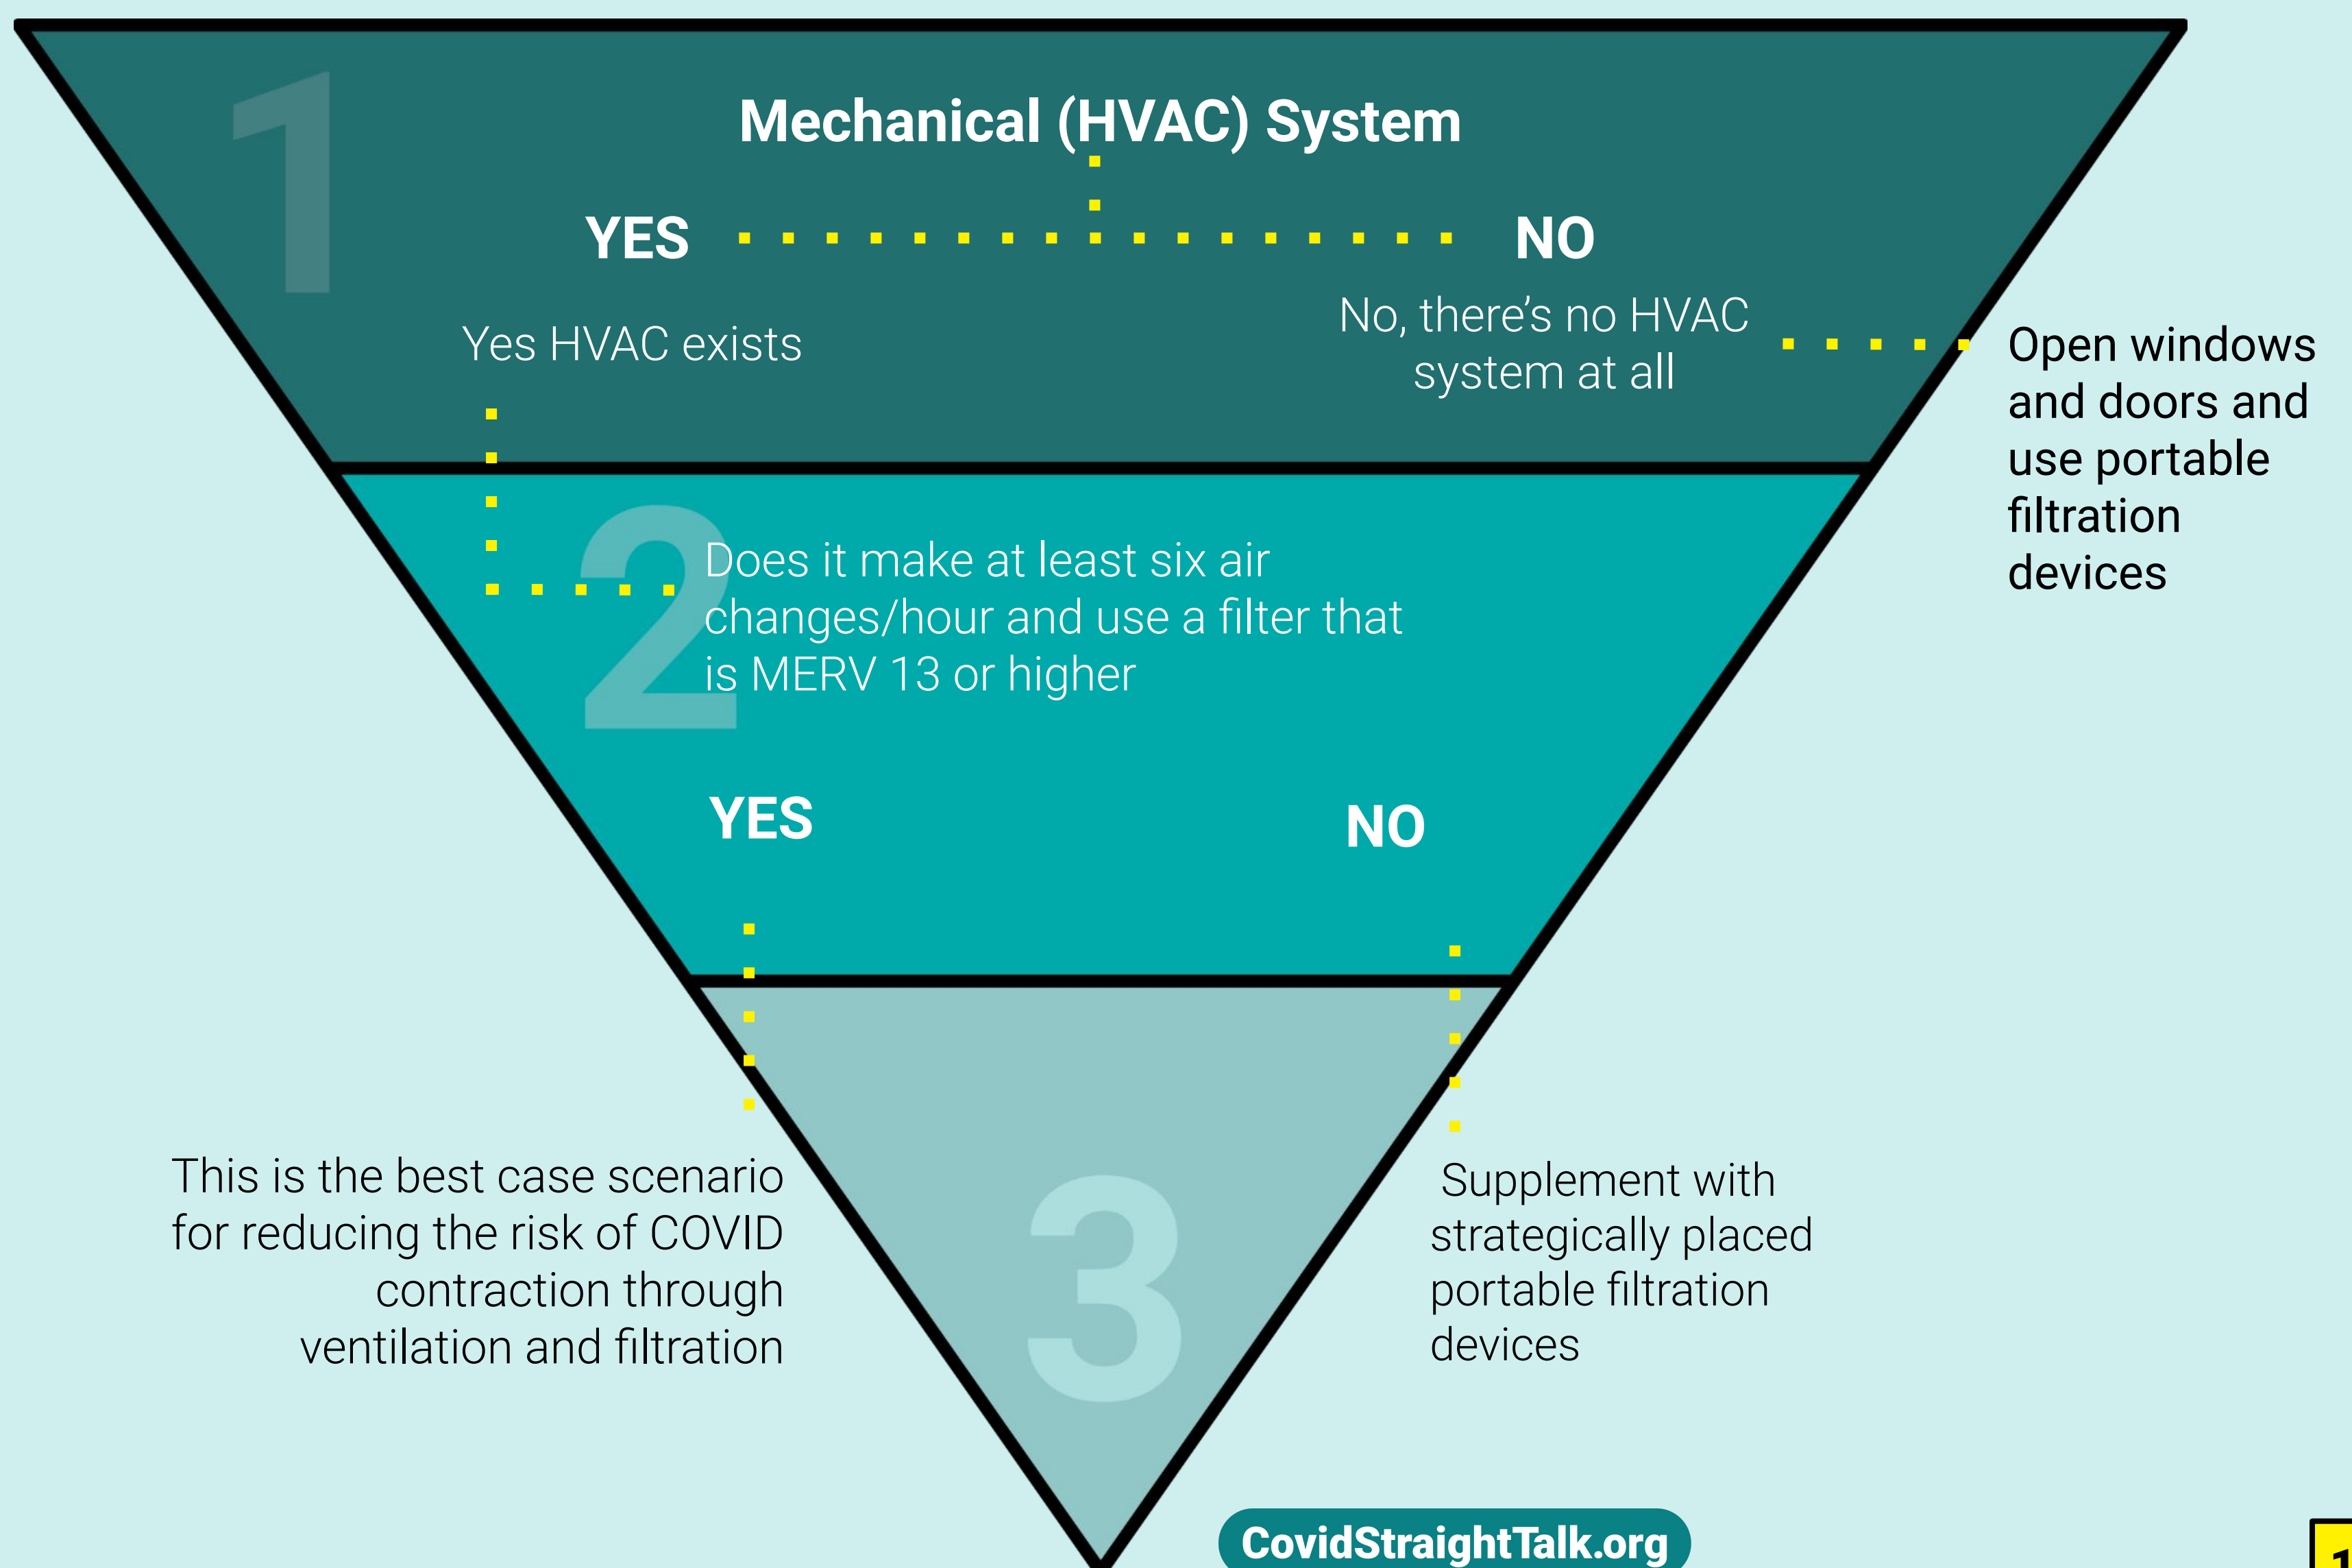 1
Mechanical (HVAC) System
YES
NO
Yes HVAC exists
No, there’s no HVAC
system at all
Open windows
and doors and
use portable
filtration
devices
2
Does it make at least six air
changes/hour and use a filter that
is MERV 13 or higher
YES
NO
This is the best case scenario
for reducing the risk of COVID
contraction through
ventilation and filtration
3
Supplement with
strategically placed
portable filtration
devices
CovidStraightTalk.org